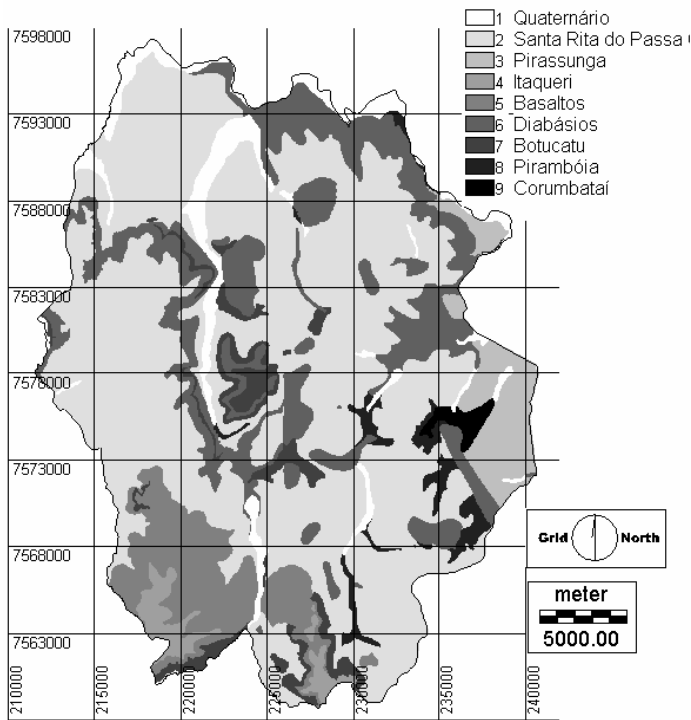 1 Quaternário
2 Santa Rita do Passa
3 Pirassunga
4 Itaqueri
5 Basaltos
6 Diabásios
7 Botucatu
8 Pirambóia
9 Corumbataí
7598000
7593000
7588000
7583000
7578000
7573000
7568000
7563000
210000
215000
220000
225000
230000
235000
240000
Grid North
meter
5000.00